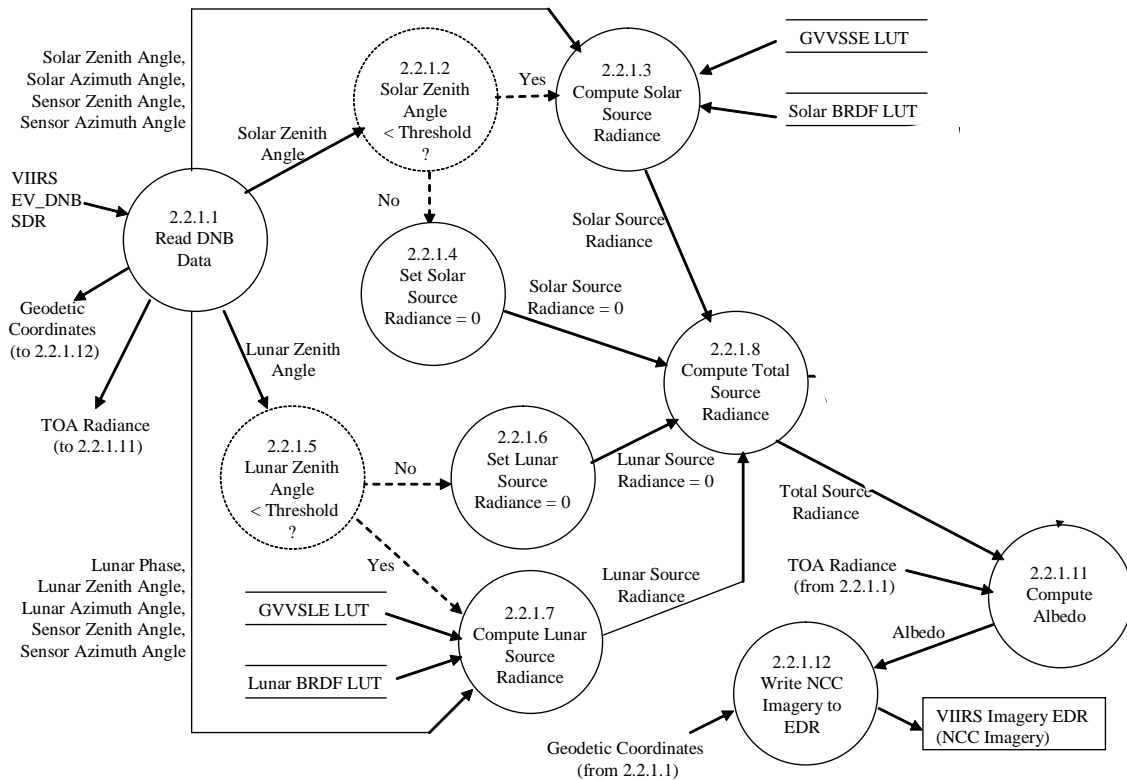 Solar Zenith Angle,
Solar Azimuth Angle,
Sensor Zenith Angle,
Sensor Azimuth Angle
2.2.1.2
Solar Zenith
Angle
< Threshold
?
Yes
2.2.1.3
Compute Solar
Source
Radiance
GVVSSE LUT
Solar BRDF LUT
Solar Zenith
Angle
VIIRS
EV_DNB
SDR
2.2.1.1
Read DNB
Data
No
2.2.1.4
Set Solar
Source
Radiance = 0
Solar Source
Radiance
Solar Source
Radiance = 0
Geodetic
Coordinates
(to 2.2.1.12)
Lunar Zenith
Angle
2.2.1.8
Compute Total
Source
Radiance
TOA Radiance
(to 2.2.1.11)
2.2.1.5
Lunar Zenith
Angle
< Threshold
?
No
2.2.1.6
Set Lunar
Source
Radiance = 0
Lunar Source
Radiance = 0
Total Source
Radiance
Yes
Lunar Phase,
Lunar Zenith Angle,
Lunar Azimuth Angle,
Sensor Zenith Angle,
Sensor Azimuth Angle
GVVSLE LUT
Lunar BRDF LUT
2.2.1.7
Compute Lunar
Source
Radiance
Lunar Source
Radiance
TOA Radiance
(from 2.2.1.1)
2.2.1.11
Compute
Albedo
Albedo
2.2.1.12
Write NCC
Imagery to
EDR
VIIRS Imagery EDR
(NCC Imagery)
Geodetic Coordinates
(from 2.2.1.1)